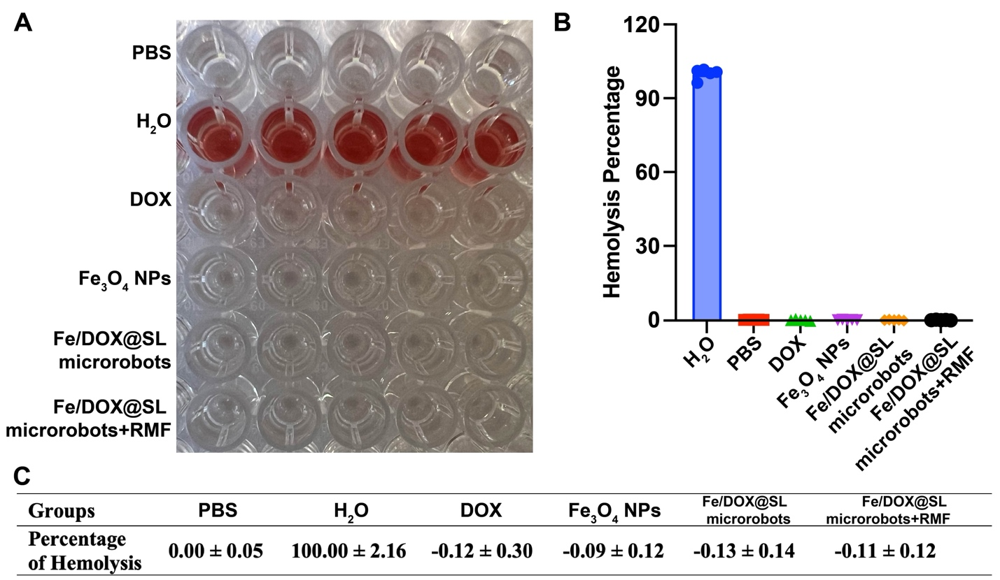 A
PBS
H2O
DOX
Fe3O4 NPs
Fe/DOX@SL
microrobots
Fe/DOX@SL
microrobots+RMF
B
Hemolysis Percentage
120
90
60
30
0
H2O
PBS
DOX
Fe3O4 NPs
Fe/DOX@SL
microrobots
Fe/DOX@SL
microrobots+RMF
C
Groups PBS H2O DOX Fe3O4 NPs Fe/DOX@SL microrobots Fe/DOX@SL microrobots+RMF
Percentage
of Hemolysis 0.00 ± 0.05 100.00 ± 2.16 -0.12 ± 0.30 -0.09 ± 0.12 -0.13 ± 0.14 -0.11 ± 0.12